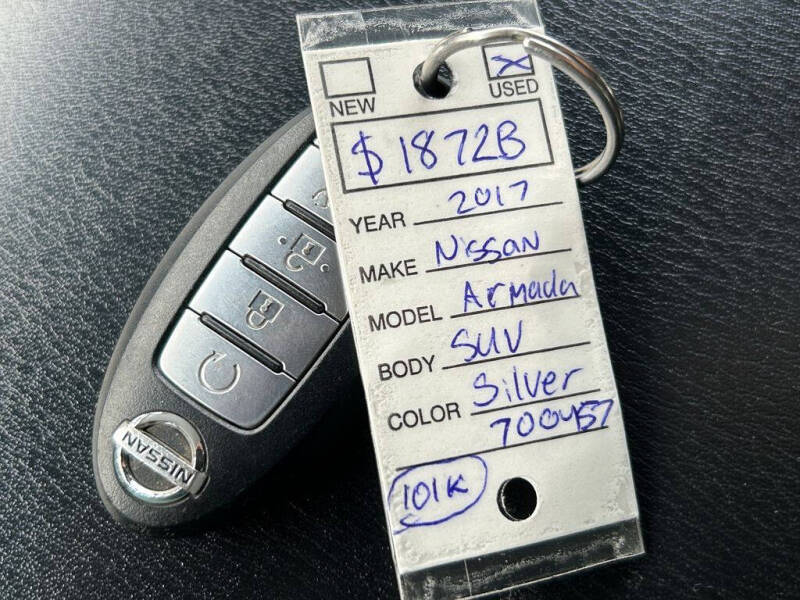 NEW USED
$1872B
YEAR 2017
MAKE Nissan
MODEL Armada
BODY SUV
COLOR Silver
700457
101K
NISSAN